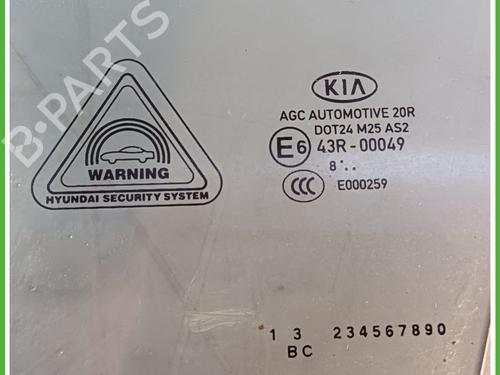 B-PARTS
WARNING
HYUNDAI SECURITY SYSTEM
KIA
AGC AUTOMOTIVE 20R
DOT24 M25 AS2
E6 43R-00049
8'..
CCC E000259
1 3 234567890
BC